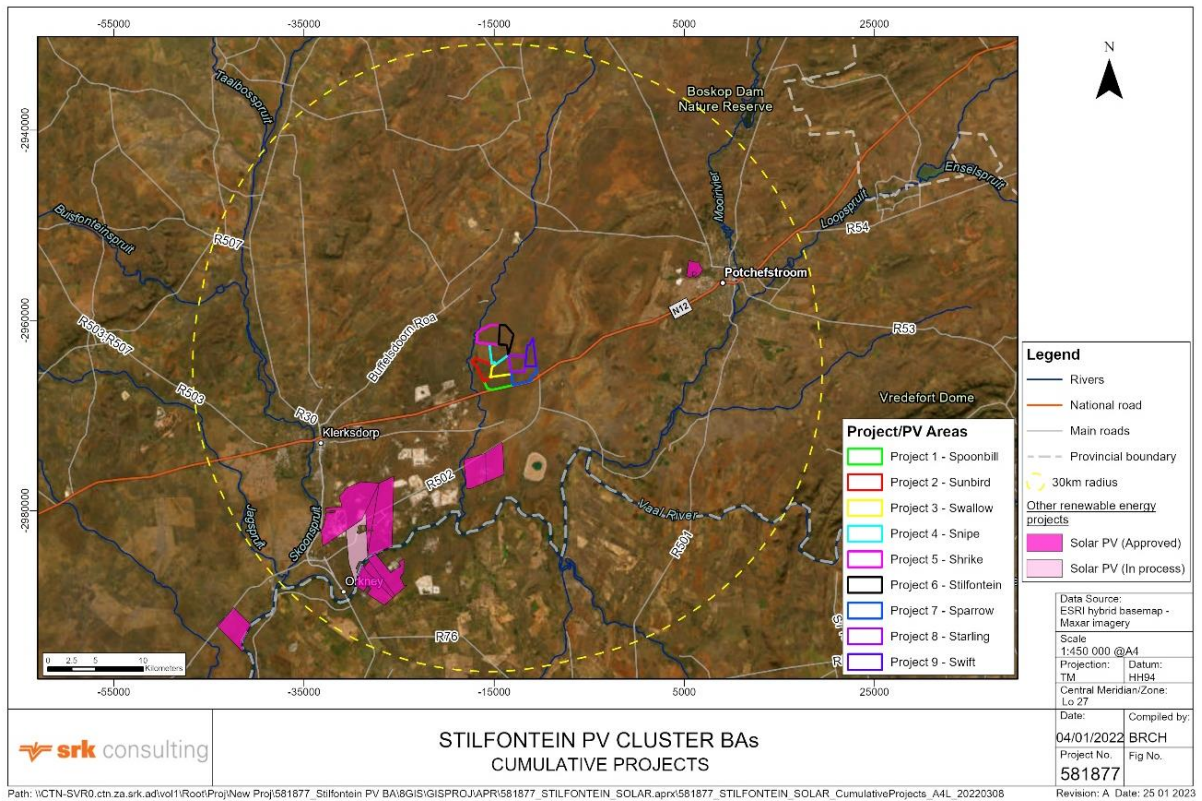 -55000 -35000 -15000 5000 25000
N
-2940000
-2960000
-2980000
Taalbosspruit
Boskop Dam
Nature Reserve
Enselspruit
Mooirivier
Loopspruit
Buisfonteinspruit
R507
R54
Potchefstroom
N12
R503;R507
Buffelsdoorn Roa
R53
R503
R30
Klerksdorp
Vredefort Dome
R502
Vaal River
Jagspruit
Skoonspruit
R501
Orkney
R76
0 2.5 5 10
Kilometers
-55000 -35000 -15000 5000 25000
Project/PV Areas
Project 1 - Spoonbill
Project 2 - Sunbird
Project 3 - Swallow
Project 4 - Snipe
Project 5 - Shrike
Project 6 - Stilfontein
Project 7 - Sparrow
Project 8 - Starling
Project 9 - Swift
Legend
Rivers
National road
Main roads
Provincial boundary
30km radius
Other renewable energy
projects
Solar PV (Approved)
Solar PV (In process)
Data Source:
ESRI hybrid basemap -
Maxar imagery
Scale
1:450 000 @A4
Projection: Datum:
TM HH94
Central Meridian/Zone:
Lo 27
Date: Compiled by:
04/01/2022 BRCH
Project No. Fig No.
581877
srk consulting
STILFONTEIN PV CLUSTER BAs
CUMULATIVE PROJECTS
Path: \\CTN-SVR0.ctn.za.srk.ad\vol1\Root\Proj\New Proj\581877_Stilfontein PV BA\8GIS\GISPROJ\APR\581877_STILFONTEIN_SOLAR.aprx\581877_STILFONTEIN_SOLAR_CumulativeProjects_A4L_20220308
Revision: A Date: 25 01 2023